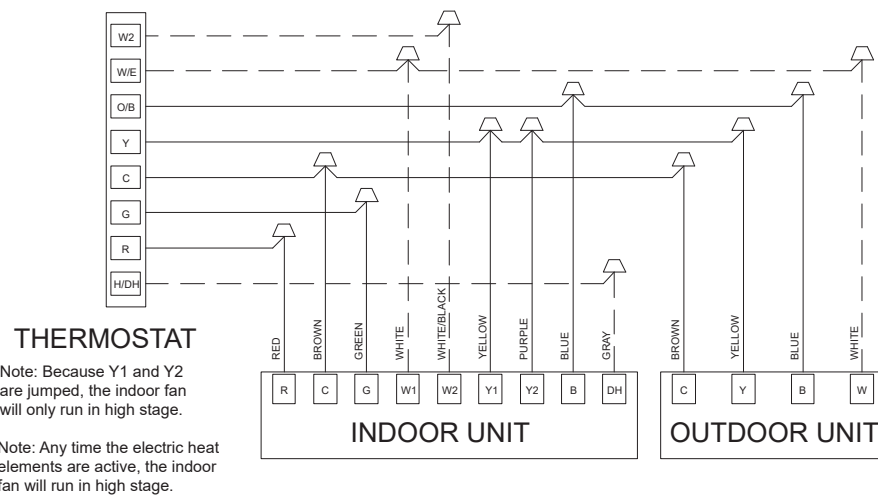 W2
W/E
O/B
Y
C
G
R
H/DH
THERMOSTAT
Note: Because Y1 and Y2
are jumped, the indoor fan
will only run in high stage.
Note: Any time the electric heat
elements are active, the indoor
fan will run in high stage.
RED
BROWN
GREEN
WHITE
WHITE/BLACK
YELLOW
PURPLE
BLUE
GRAY
R
C
G
W1
W2
Y1
Y2
B
DH
INDOOR UNIT
BROWN
YELLOW
BLUE
WHITE
C
Y
B
W
OUTDOOR UNIT